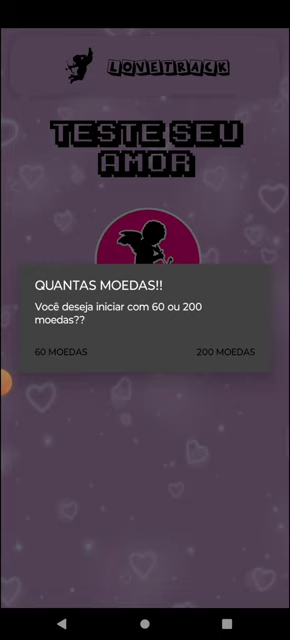 LOVETRACK
TESTE SEU
AMOR
QUANTAS MOEDAS!!
Você deseja iniciar com 60 ou 200
moedas??
60 MOEDAS
200 MOEDAS